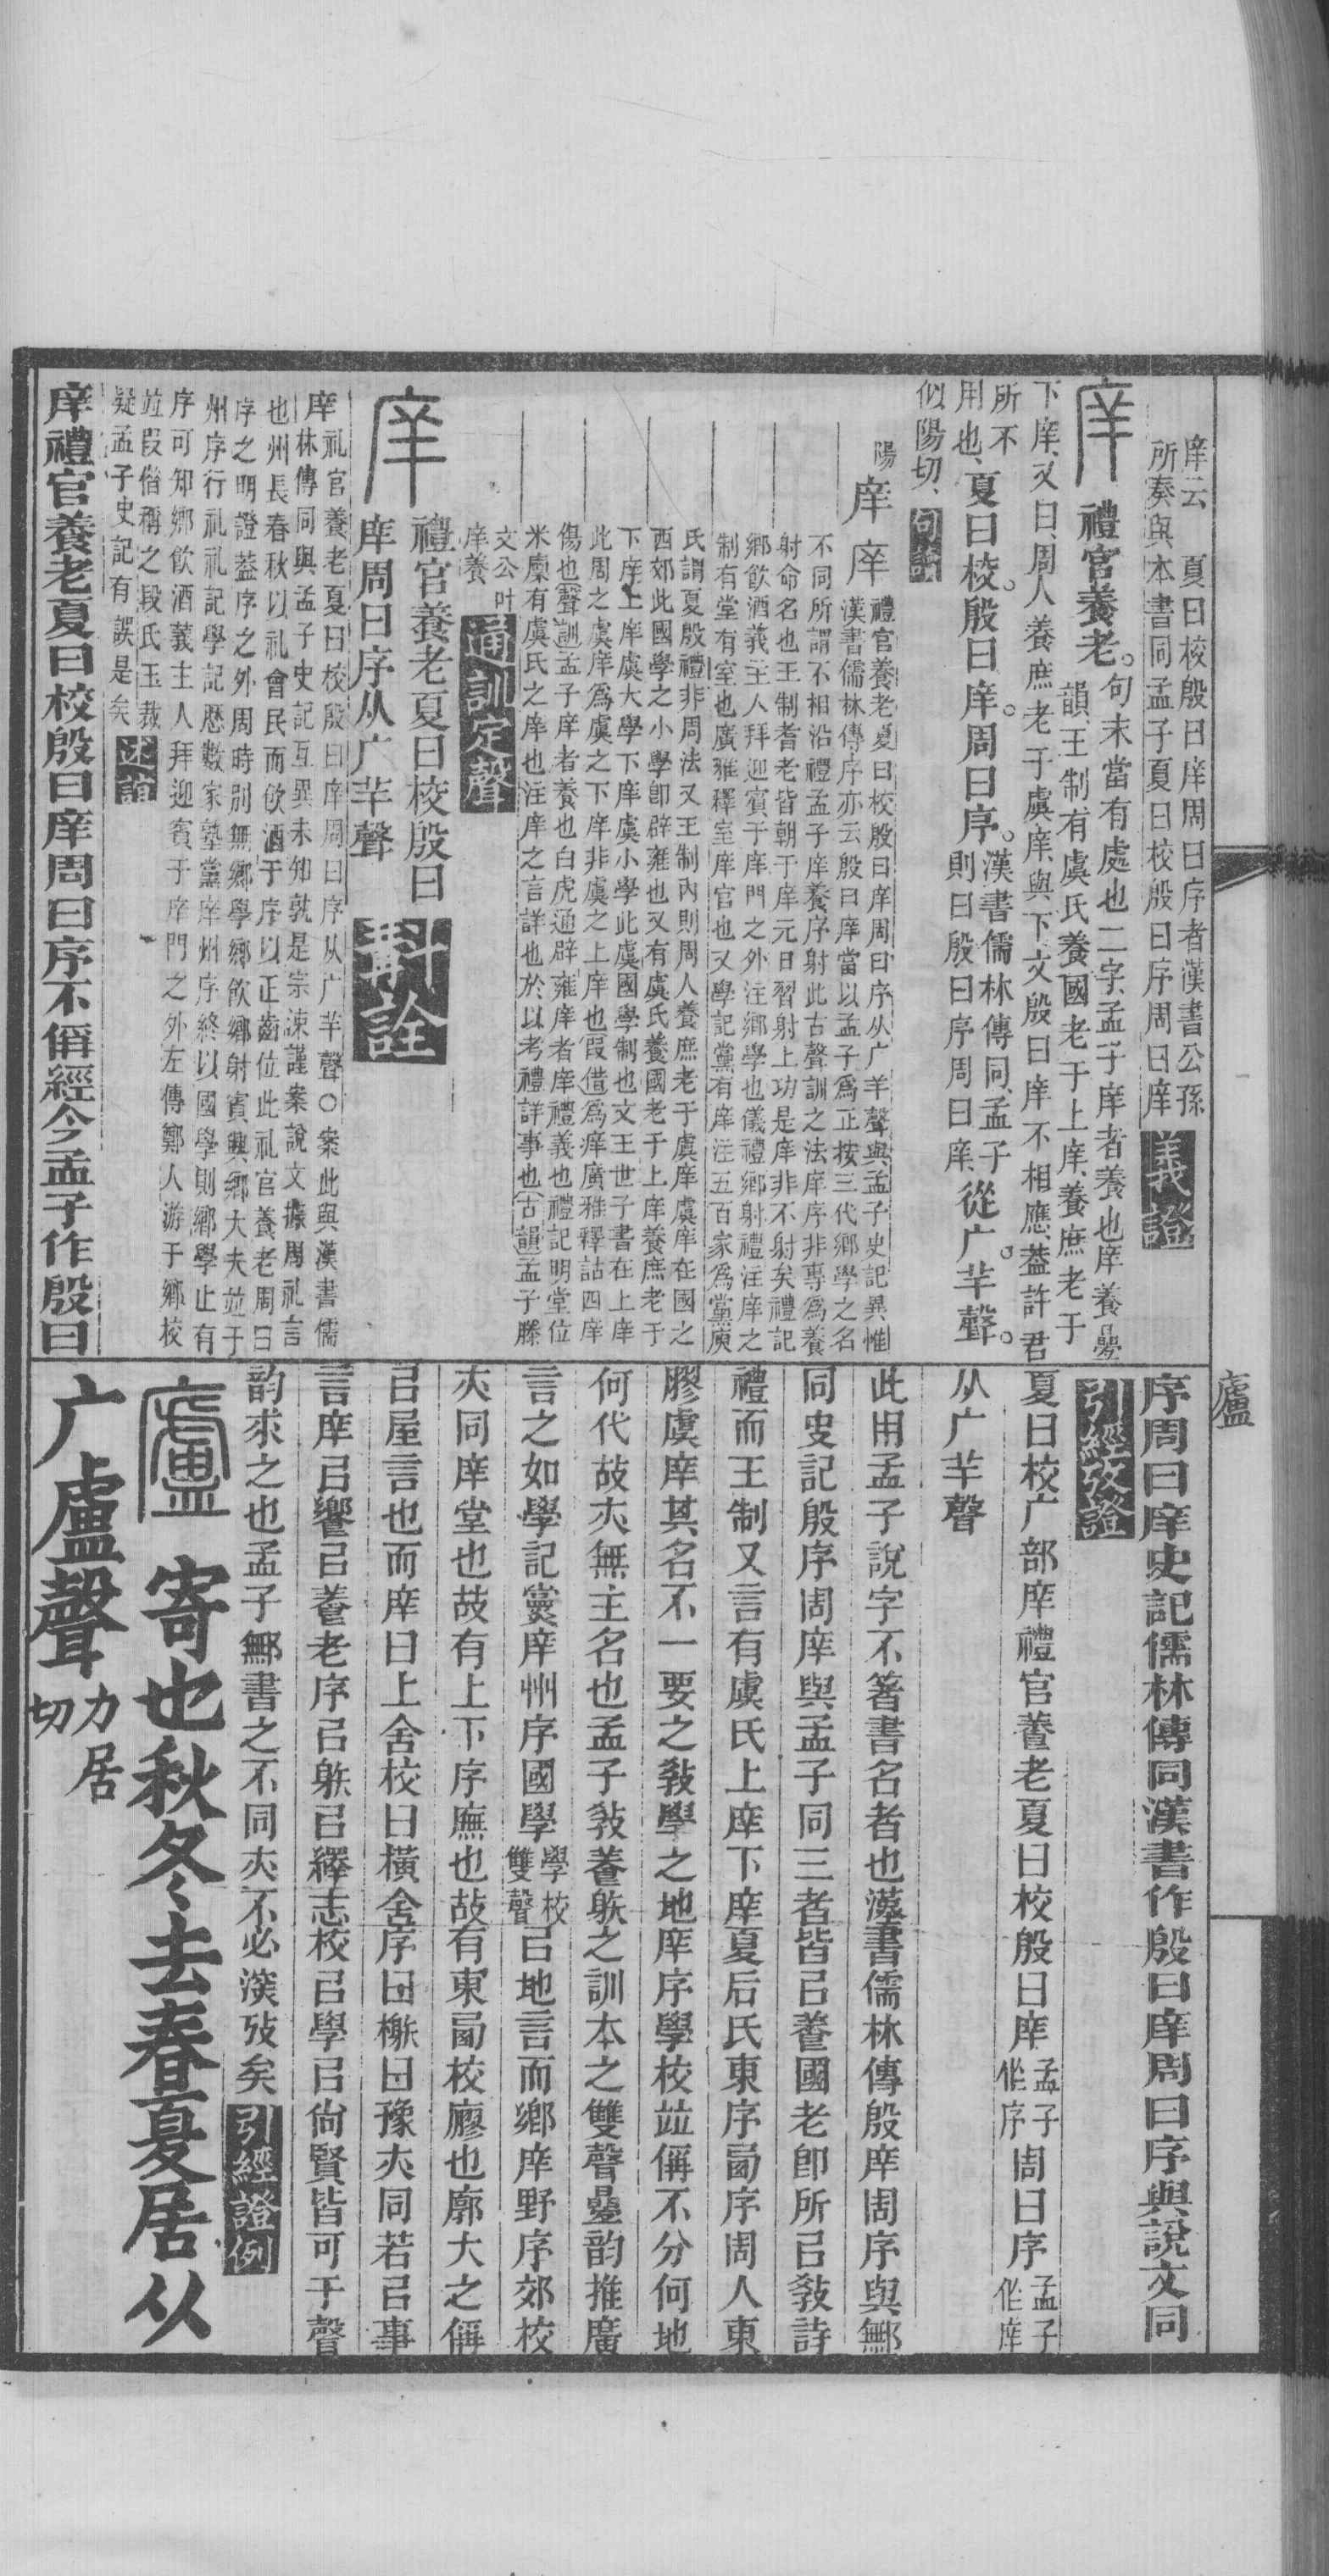 庠云　夏曰校殷曰庠周曰序者漢書公孫
所奏與本書同孟子夏曰校殷曰序周曰庠
義證
庠
禮官養老。
句末當有處也二字、孟子庠者養也庠養疊
韻、王制有虞氏養國老于上庠、養庶老于
下庠、又曰、周人養庶老于虞庠、與下文殷曰庠不相應、葢許君
所不
用也、
夏曰校。殷曰庠。周曰序。
漢書儒林傳同、孟子
則曰殷曰序周曰庠、
從广。羊聲。
似陽切、
句讀
陽
庠
庠
禮官養老夏曰校殷曰庠周曰序从广羊聲與孟子史記異惟
漢書儒林傳序亦云殷曰庠當以孟子爲正按三代鄉學之名
不同所謂不相沿禮孟子庠養序射此古聲訓之法庠序非專爲養
射命名也王制耆老皆朝于庠元日習射上功是庠非不射矣禮記
鄉飲酒義主人拜迎賓于庠門之外注鄉學也儀禮鄉射禮注庠之
制有堂有室也廣雅釋室庠官也又學記黨有庠注五百家爲黨庾
氏謂夏殷禮非周法又王制內則周人養庶老于虞庠虞庠在國之
西郊此國學之小學卽辟雍也又有虞氏養國老于上庠養庶老于
下庠上庠虞大學下庠虞小學此虞國學制也文王世子書在上庠
此周之虞庠爲虞之下庠非虞之上庠也假借爲痒廣雅釋詁四庠
傷也聲訓孟子庠者養也白虎通辟雍庠者庠禮義也禮記明堂位
米廩有虞氏之庠也注庠之言詳也於以考禮詳事也古韻孟子滕
文公叶
庠養
通訓定聲
庠
禮官養老夏曰校殷曰
庠周曰序从广羊聲
斠詮
庠
礼官養老夏曰校殷曰庠周曰序从广羊聲○案此與漢書儒
林傳同與孟子史記互異未知孰是宗涑謹案說文據周礼言
也州長春秋以礼會民而飲酒于序以正齒位此礼官養老周曰
序之明證葢序之外周時別無鄉學鄉飲鄉射賓興鄉大夫竝于
州序行礼礼記學記歷數家塾黨庠州序終以國學則鄉學止有
序可知鄉飲酒義主人拜迎賓于庠門之外左傳鄭人游于鄉校
竝叚偕稱之段氏玉裁
疑孟子史記有誤是矣
述誼
庠禮官養老夏曰校殷曰庠周曰序不偁經今孟子作殷曰
序周曰庠史記儒林傳同漢書作殷曰庠周曰序與說文同
引經攷證
夏曰校广部庠禮官養老夏曰校殷曰庠
孟子
作序
周曰序
孟子
作庠
从广羊聲
此用孟子說字不箸書名者也漢書儒林傳殷庠周序與鄦
同史記殷序周庠與孟子同三者皆㠯養國老卽所㠯敎詩
禮而王制又言有虞氏上庠下庠夏后氏東序㔷序周人東
膠虞庠其名不一要之敎學之地庠序學校竝偁不分何地
何代故亦無主名也孟子敎養䠶之訓本之雙聲疊韵推廣
言之如學記黨庠州序國學
學校
雙聲
㠯地言而鄉庠野序郊校
亦同庠堂也故有上下序廡也故有東㔷校廫也廓大之偁
㠯屋言也而庠曰上舍校曰橫舍序曰榭曰豫亦同若㠯事
言庠㠯饗㠯養老序㠯䠶㠯繹志校㠯學㠯尙賢皆可于聲
韵求之也孟子鄦書之不同亦不必深攷矣
引經證例
廬
寄也秋冬去春夏居从
广盧聲
力居
切
廬